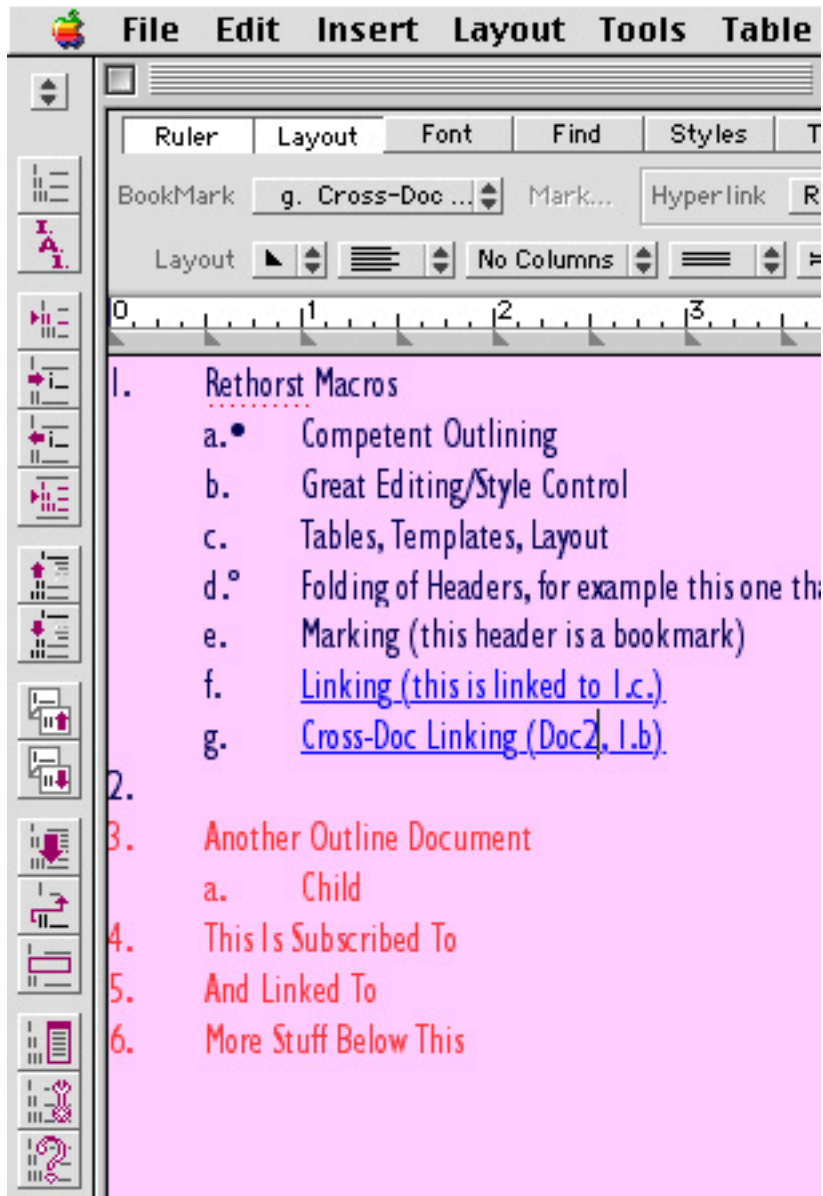 File Edit Insert Layout Tools Table
Ruler Layout Font Find Styles T
BookMark g. Cross-Doc ... Mark... Hyperlink R
Layout No Columns
0 1 2 3
1. Rethorst Macros
a.• Competent Outlining
b. Great Editing/Style Control
c. Tables, Templates, Layout
d.° Folding of Headers, for example this one tha
e. Marking (this header is a bookmark)
f. Linking (this is linked to 1.c.)
g. Cross-Doc Linking (Doc2, 1.b)
2.
3. Another Outline Document
a. Child
4. This Is Subscribed To
5. And Linked To
6. More Stuff Below This